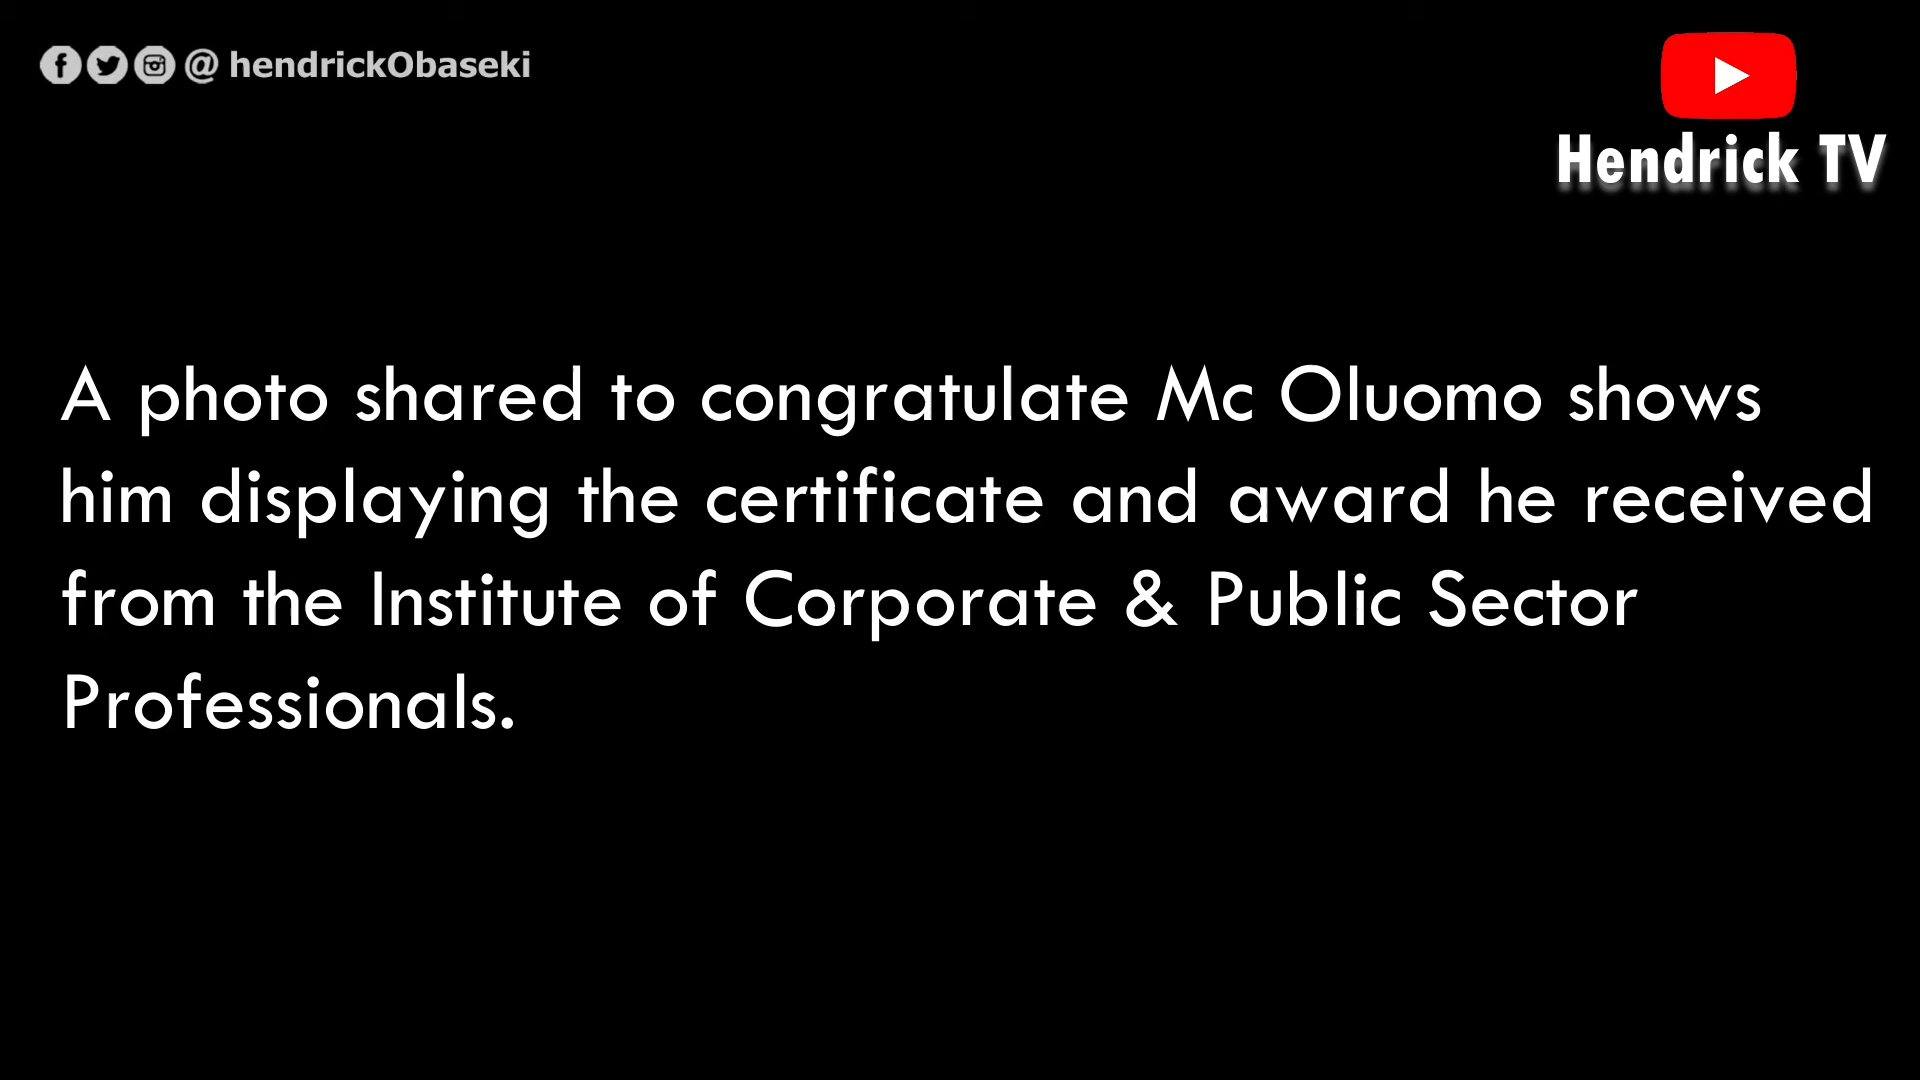 @ hendrickObaseki
Hendrick TV
A photo shared to congratulate Mc Oluomo shows
him displaying the certificate and award he received
from the Institute of Corporate & Public Sector
Professionals.